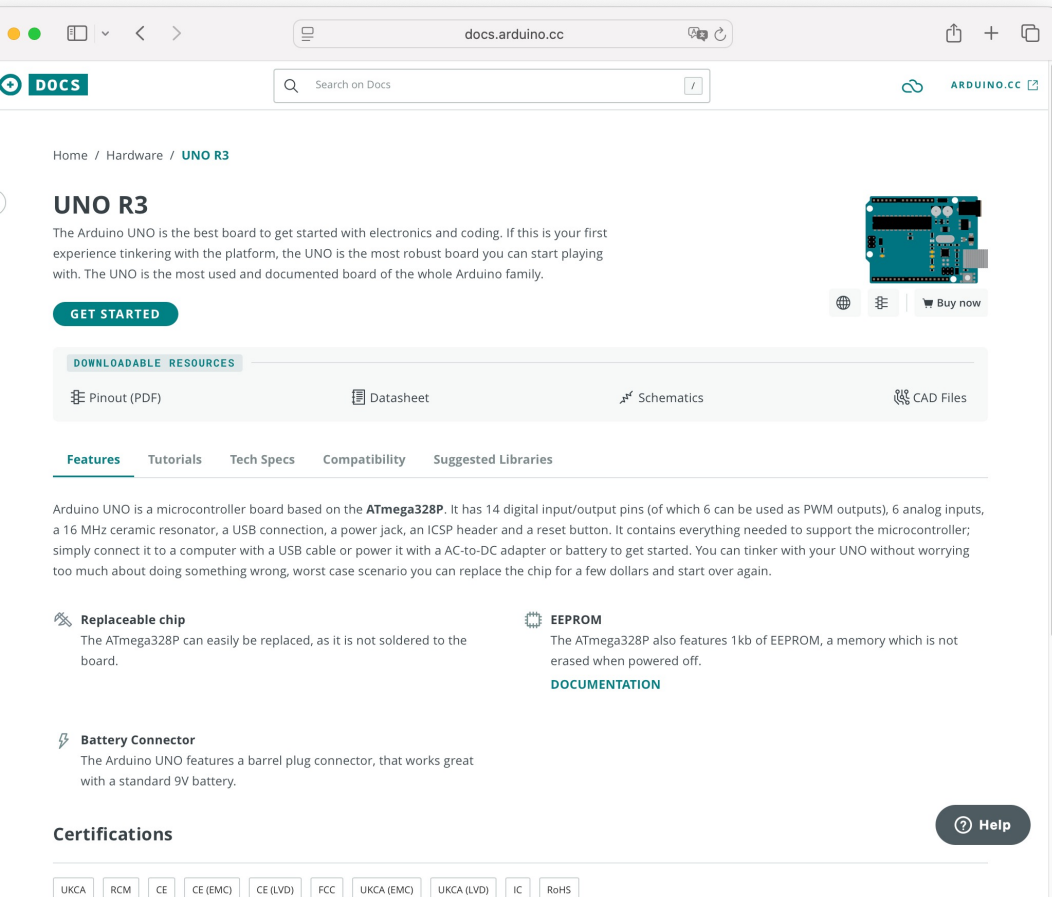 docs.arduino.cc
DOCS
Search on Docs
/
ARDUINO.CC
Home / Hardware / UNO R3
UNO R3
The Arduino UNO is the best board to get started with electronics and coding. If this is your first
experience tinkering with the platform, the UNO is the most robust board you can start playing
with. The UNO is the most used and documented board of the whole Arduino family.
Buy now
GET STARTED
DOWNLOADABLE RESOURCES
Pinout (PDF)
Datasheet
Schematics
CAD Files
Features
Tutorials
Tech Specs
Compatibility
Suggested Libraries
Arduino UNO is a microcontroller board based on the ATmega328P. It has 14 digital input/output pins (of which 6 can be used as PWM outputs), 6 analog inputs,
a 16 MHz ceramic resonator, a USB connection, a power jack, an ICSP header and a reset button. It contains everything needed to support the microcontroller;
simply connect it to a computer with a USB cable or power it with a AC-to-DC adapter or battery to get started. You can tinker with your UNO without worrying
too much about doing something wrong, worst case scenario you can replace the chip for a few dollars and start over again.
Replaceable chip
The ATmega328P can easily be replaced, as it is not soldered to the
board.
EEPROM
The ATmega328P also features 1kb of EEPROM, a memory which is not
erased when powered off.
DOCUMENTATION
Battery Connector
The Arduino UNO features a barrel plug connector, that works great
with a standard 9V battery.
Help
Certifications
UKCA
RCM
CE
CE (EMC)
CE (LVD)
FCC
UKCA (EMC)
UKCA (LVD)
IC
RoHS